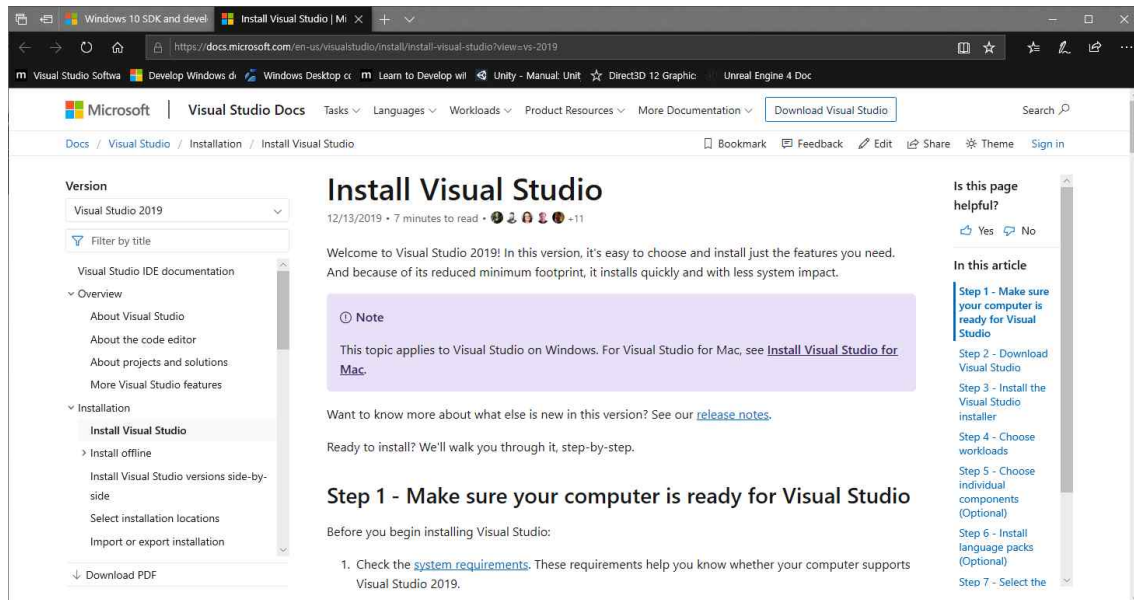 Windows 10 SDK and devel
Install Visual Studio | Mi
https://docs.microsoft.com/en-us/visualstudio/install/install-visual-studio?view=vs-2019
Visual Studio Softwa
Develop Windows d
Windows Desktop cc
Learn to Develop wit
Unity - Manual: Unit
Direct3D 12 Graphic
Unreal Engine 4 Doc
Microsoft
Visual Studio Docs
Tasks
Languages
Workloads
Product Resources
More Documentation
Download Visual Studio
Search
Docs / Visual Studio / Installation / Install Visual Studio
Bookmark
Feedback
Edit
Share
Theme
Sign in
Version
Visual Studio 2019
Filter by title
Visual Studio IDE documentation
Overview
About Visual Studio
About the code editor
About projects and solutions
More Visual Studio features
Installation
Install Visual Studio
Install offline
Install Visual Studio versions side-by-
side
Select installation locations
Import or export installation
Download PDF
Install Visual Studio
12/13/2019 • 7 minutes to read • +11
Welcome to Visual Studio 2019! In this version, it's easy to choose and install just the features you need.
And because of its reduced minimum footprint, it installs quickly and with less system impact.
Note
This topic applies to Visual Studio on Windows. For Visual Studio for Mac, see Install Visual Studio for
Mac.
Want to know more about what else is new in this version? See our release notes.
Ready to install? We'll walk you through it, step-by-step.
Step 1 - Make sure your computer is ready for Visual Studio
Before you begin installing Visual Studio:
1. Check the system requirements. These requirements help you know whether your computer supports
Visual Studio 2019.
Is this page
helpful?
Yes
No
In this article
Step 1 - Make sure
your computer is
ready for Visual
Studio
Step 2 - Download
Visual Studio
Step 3 - Install the
Visual Studio
installer
Step 4 - Choose
workloads
Step 5 - Choose
individual
components
(Optional)
Step 6 - Install
language packs
(Optional)
Step 7 - Select the